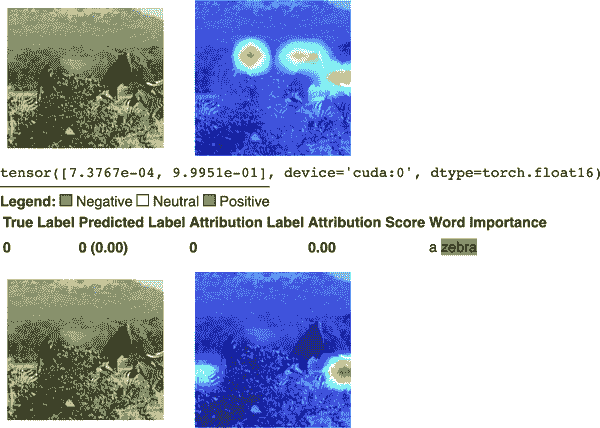 tensor([7.3767e-04, 9.9951e-01], device='cuda:0', dtype=torch.float16)
Legend: Negative Neutral Positive
True Label Predicted Label Attribution Label Attribution Score Word Importance
0 0 (0.00) 0 0.00 a zebra